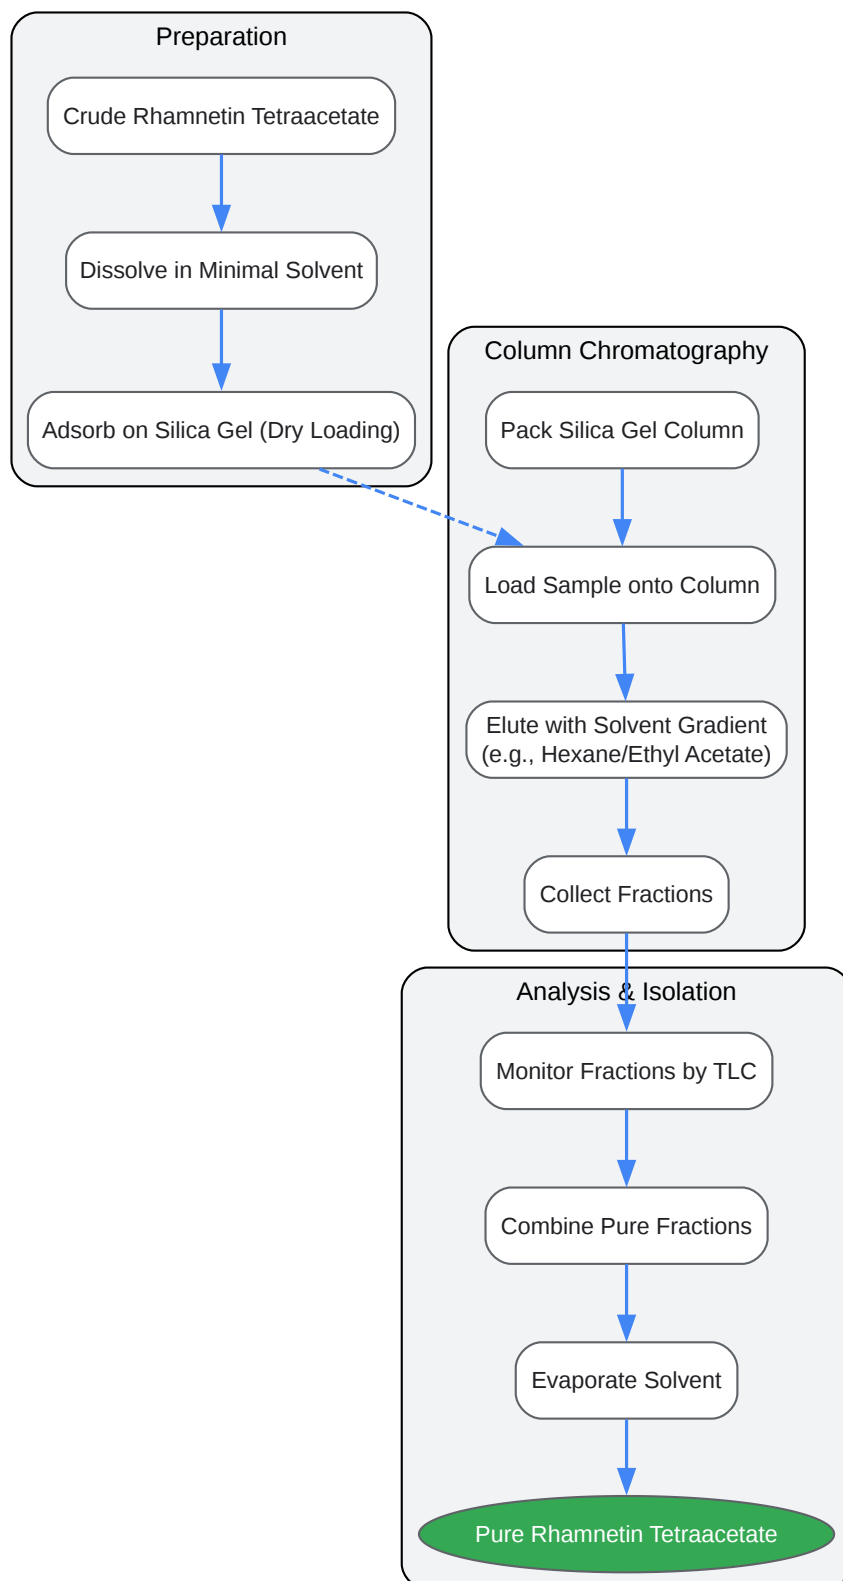 Preparation
Crude Rhamnetin Tetraacetate
Dissolve in Minimal Solvent
Adsorb on Silica Gel (Dry Loading)
Column Chromatography
Pack Silica Gel Column
Load Sample onto Column
Elute with Solvent Gradient
(e.g., Hexane/Ethyl Acetate)
Collect Fractions
Analysis & Isolation
Monitor Fractions by TLC
Combine Pure Fractions
Evaporate Solvent
Pure Rhamnetin Tetraacetate